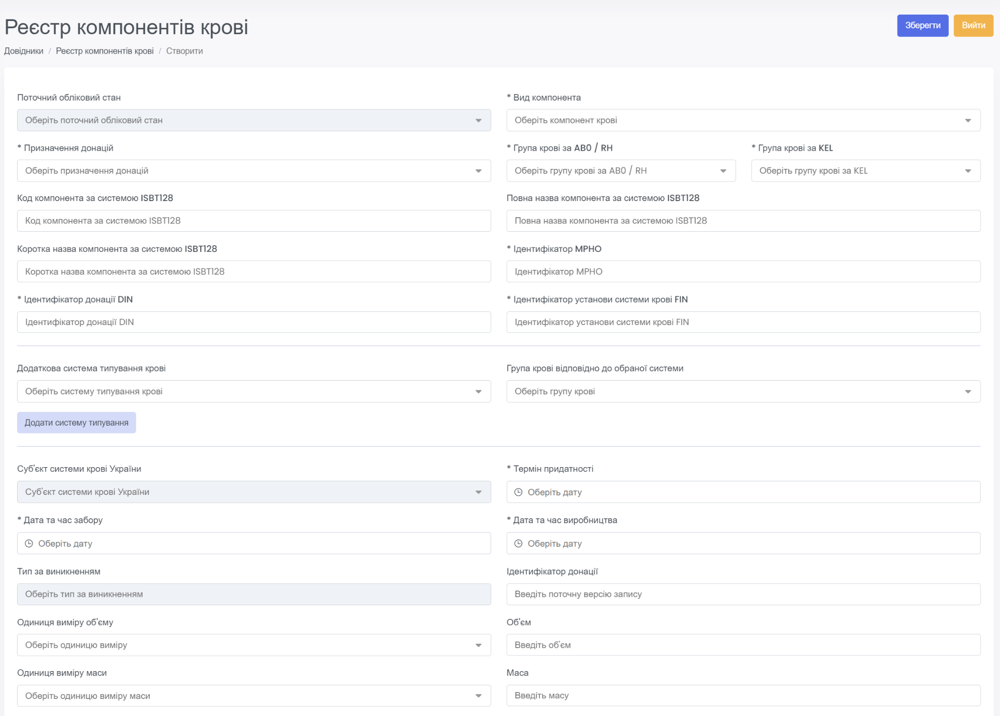 Реєстр компонентів крові
Зберегти
Вийти
Довідники / Реєстр компонентів крові / Створити
Поточний обліковий стан
Оберіть поточний обліковий стан
* Вид компонента
Оберіть компонент крові
* Призначення донацій
Оберіть призначення донацій
* Група крові за AB0 / RH
Оберіть групу крові за AB0 / RH
* Група крові за KEL
Оберіть групу крові за KEL
Код компонента за системою ISBT128
Код компонента за системою ISBT128
Повна назва компонента за системою ISBT128
Повна назва компонента за системою ISBT128
Коротка назва компонента за системою ISBT128
Коротка назва компонента за системою ISBT128
* Ідентифікатор MPHO
Ідентифікатор MPHO
* Ідентифікатор донації DIN
Ідентифікатор донації DIN
* Ідентифікатор установи системи крові FIN
Ідентифікатор установи системи крові FIN
Додаткова система типування крові
Оберіть систему типування крові
Група крові відповідно до обраної системи
Оберіть групу крові
Додати систему типування
Суб'єкт системи крові України
Суб'єкт системи крові України
* Термін придатності
Оберіть дату
* Дата та час забору
Оберіть дату
* Дата та час виробництва
Оберіть дату
Тип за виникненням
Оберіть тип за виникненням
Ідентифікатор донації
Введіть поточну версію запису
Одиниця виміру об'єму
Оберіть одиницю виміру
Об'єм
Введіть об'єм
Одиниця виміру маси
Оберіть одиницю виміру маси
Маса
Введіть масу